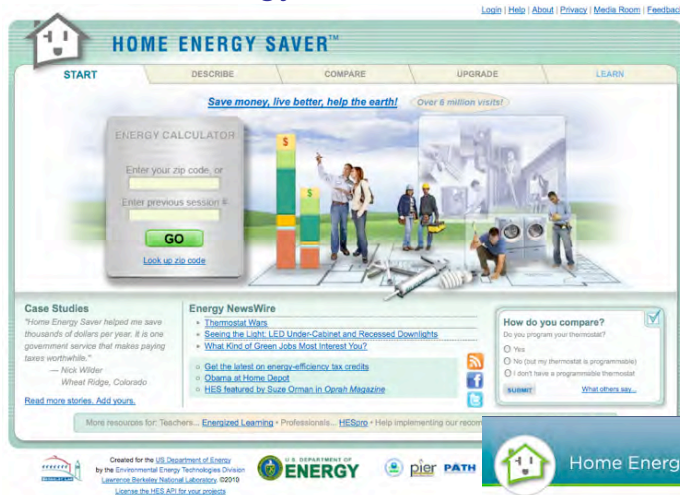 Login | Help | About | Privacy | Media Room | Feedbac
HOME ENERGY SAVER™
START DESCRIBE COMPARE UPGRADE LEARN
Save money, live better, help the earth! Over 6 million visits!
ENERGY CALCULATOR
Enter your zip code, or
Enter previous session #
GO
Look up zip code
$
$
Case Studies
"Home Energy Saver helped me save
thousands of dollars per year. It is one
government service that makes paying
taxes worthwhile."
— Nick Wilder
Wheat Ridge, Colorado
Read more stories. Add yours.
Energy NewsWire
Thermostat Wars
Seeing the Light: LED Under-Cabinet and Recessed Downlights
What Kind of Green Jobs Most Interest You?
Get the latest on energy-efficiency tax credits
Obama at Home Depot
HES featured by Suze Orman in Oprah Magazine
How do you compare?
Do you program your thermostat?
Yes
No (but my thermostat is programmable)
I don't have a programmable thermostat
SUBMIT What others say...
More resources for: Teachers... Energized Learning • Professionals... HESpro • Help implementing our recom
Created for the US Department of Energy
by the Environmental Energy Technologies Division
Lawrence Berkeley National Laboratory ©2010
License the HES API for your projects
U.S. DEPARTMENT OF
ENERGY
pier
PATH
Home Energ